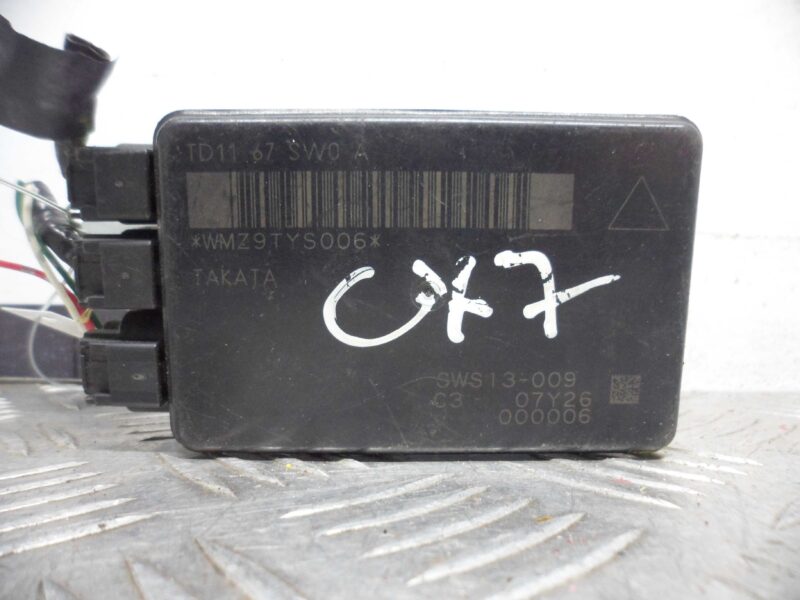 TD11 67 SW0 A
*WMZ9TYS006*
TAKATA
CX7
SWS13-009
C3 07Y26
000006